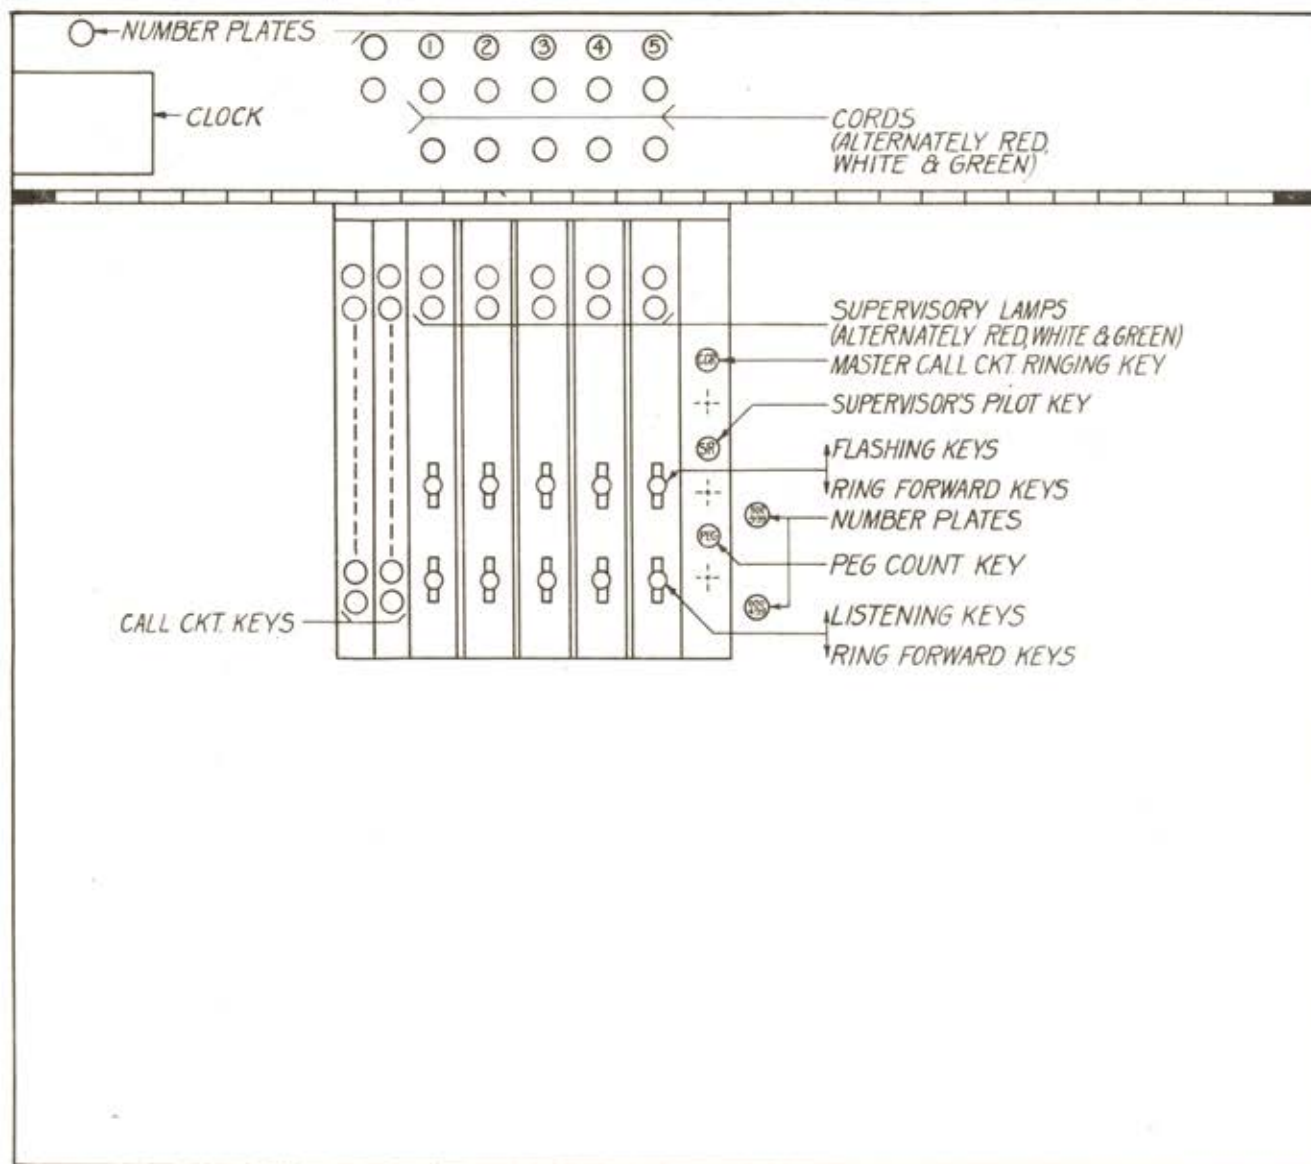 NUMBER PLATES
1 2 3 4 5
CLOCK
CORDS
(ALTERNATELY RED,
WHITE & GREEN)
SUPERVISORY LAMPS
(ALTERNATELY RED, WHITE & GREEN)
MASTER CALL CKT. RINGING KEY
SUPERVISOR'S PILOT KEY
SR
FLASHING KEYS
RING FORWARD KEYS
NUMBER PLATES
PEG
PEG COUNT KEY
LISTENING KEYS
CALL CKT. KEYS
RING FORWARD KEYS